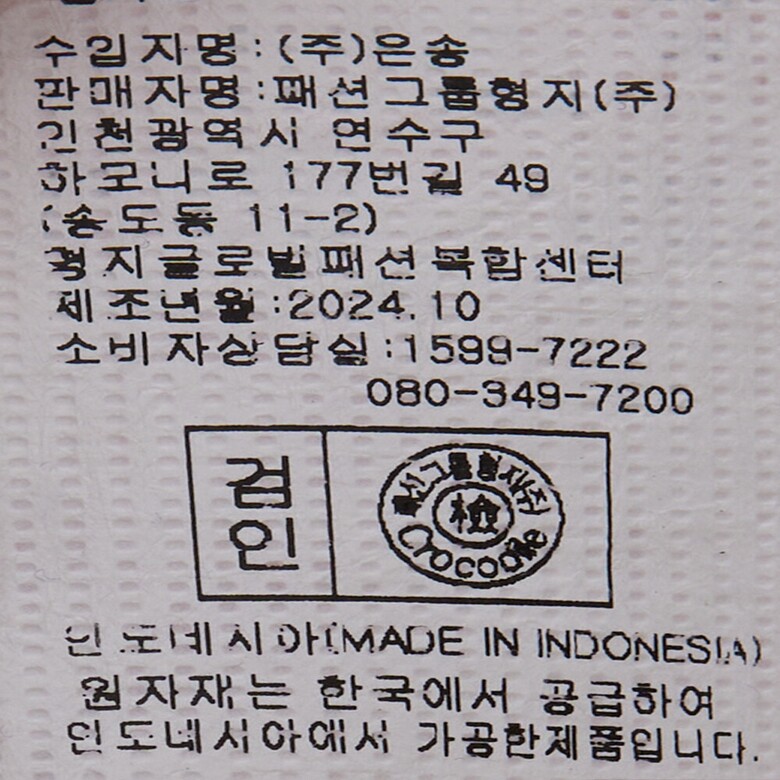 수입자명:(주)은송
판매자명:패션그룹형지(주)
인천광역시 연수구
하모니로 177번길 49
(송도동 11-2)
형지글로벌패션복합센터
제조년월:2024.10
소비자상담실:1599-7222
080-349-7200
검인
패션그룹형지(주)
檢
Crocodile
인도네시아(MADE IN INDONESIA)
원자재는 한국에서 공급하여
인도네시아에서 가공한제품입니다.